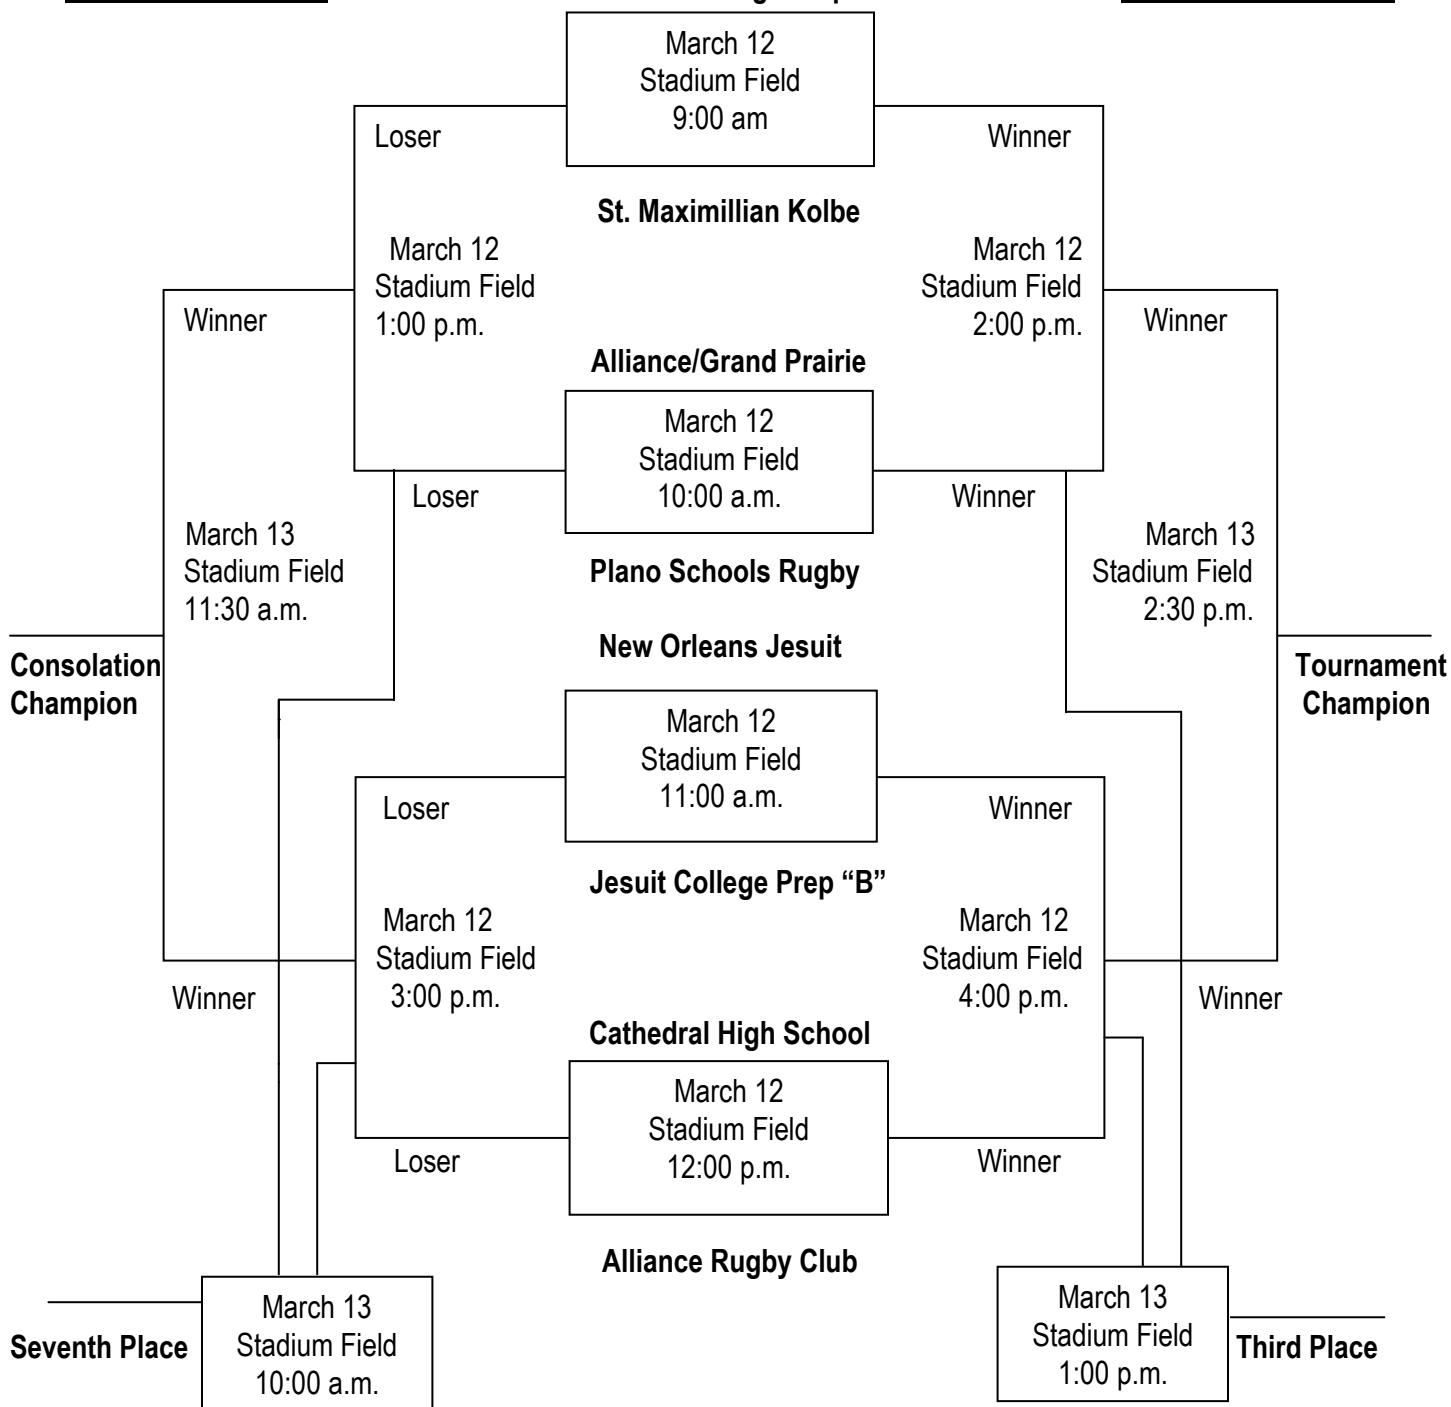 March 12
Stadium Field
9:00 am
Loser
Winner
St. Maximillian Kolbe
March 12
Stadium Field
1:00 p.m.
March 12
Stadium Field
2:00 p.m.
Winner
Winner
Alliance/Grand Prairie
March 12
Stadium Field
10:00 a.m.
Loser
Winner
March 13
Stadium Field
11:30 a.m.
March 13
Stadium Field
2:30 p.m.
Plano Schools Rugby
New Orleans Jesuit
Consolation
Champion
Tournament
Champion
March 12
Stadium Field
11:00 a.m.
Loser
Winner
Jesuit College Prep “B”
March 12
Stadium Field
3:00 p.m.
March 12
Stadium Field
4:00 p.m.
Winner
Winner
Cathedral High School
March 12
Stadium Field
12:00 p.m.
Loser
Winner
Alliance Rugby Club
March 13
Stadium Field
10:00 a.m.
Seventh Place
March 13
Stadium Field
1:00 p.m.
Third Place